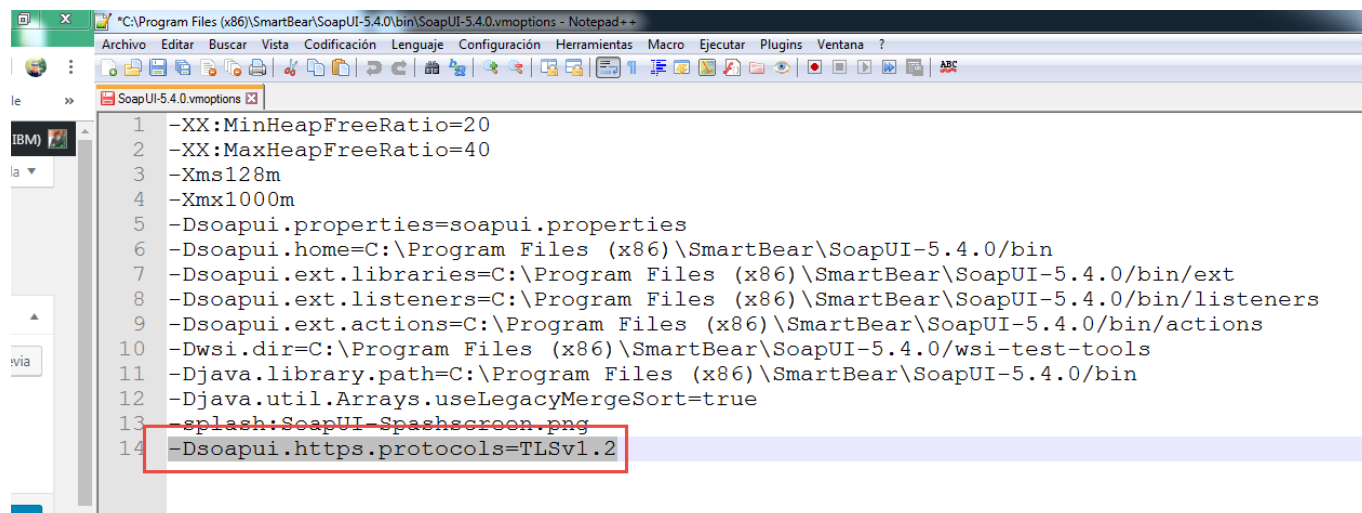 *C:\Program Files (x86)\SmartBear\SoapUI-5.4.0\bin\SoapUI-5.4.0.vmoptions - Notepad++
Archivo Editar Buscar Vista Codificación Lenguaje Configuración Herramientas Macro Ejecutar Plugins Ventana ?
ABC
le »
SoapUI-5.4.0.vmoptions
IBM)
da
evia
1 -XX:MinHeapFreeRatio=20
2 -XX:MaxHeapFreeRatio=40
3 -Xms128m
4 -Xmx1000m
5 -Dsoapui.properties=soapui.properties
6 -Dsoapui.home=C:\Program Files (x86)\SmartBear\SoapUI-5.4.0/bin
7 -Dsoapui.ext.libraries=C:\Program Files (x86)\SmartBear\SoapUI-5.4.0/bin/ext
8 -Dsoapui.ext.listeners=C:\Program Files (x86)\SmartBear\SoapUI-5.4.0/bin/listeners
9 -Dsoapui.ext.actions=C:\Program Files (x86)\SmartBear\SoapUI-5.4.0/bin/actions
10 -Dwsi.dir=C:\Program Files (x86)\SmartBear\SoapUI-5.4.0/wsi-test-tools
11 -Djava.library.path=C:\Program Files (x86)\SmartBear\SoapUI-5.4.0/bin
12 -Djava.util.Arrays.useLegacyMergeSort=true
13 -splash:SoapUI-Spashscreen.png
14 -Dsoapui.https.protocols=TLSv1.2